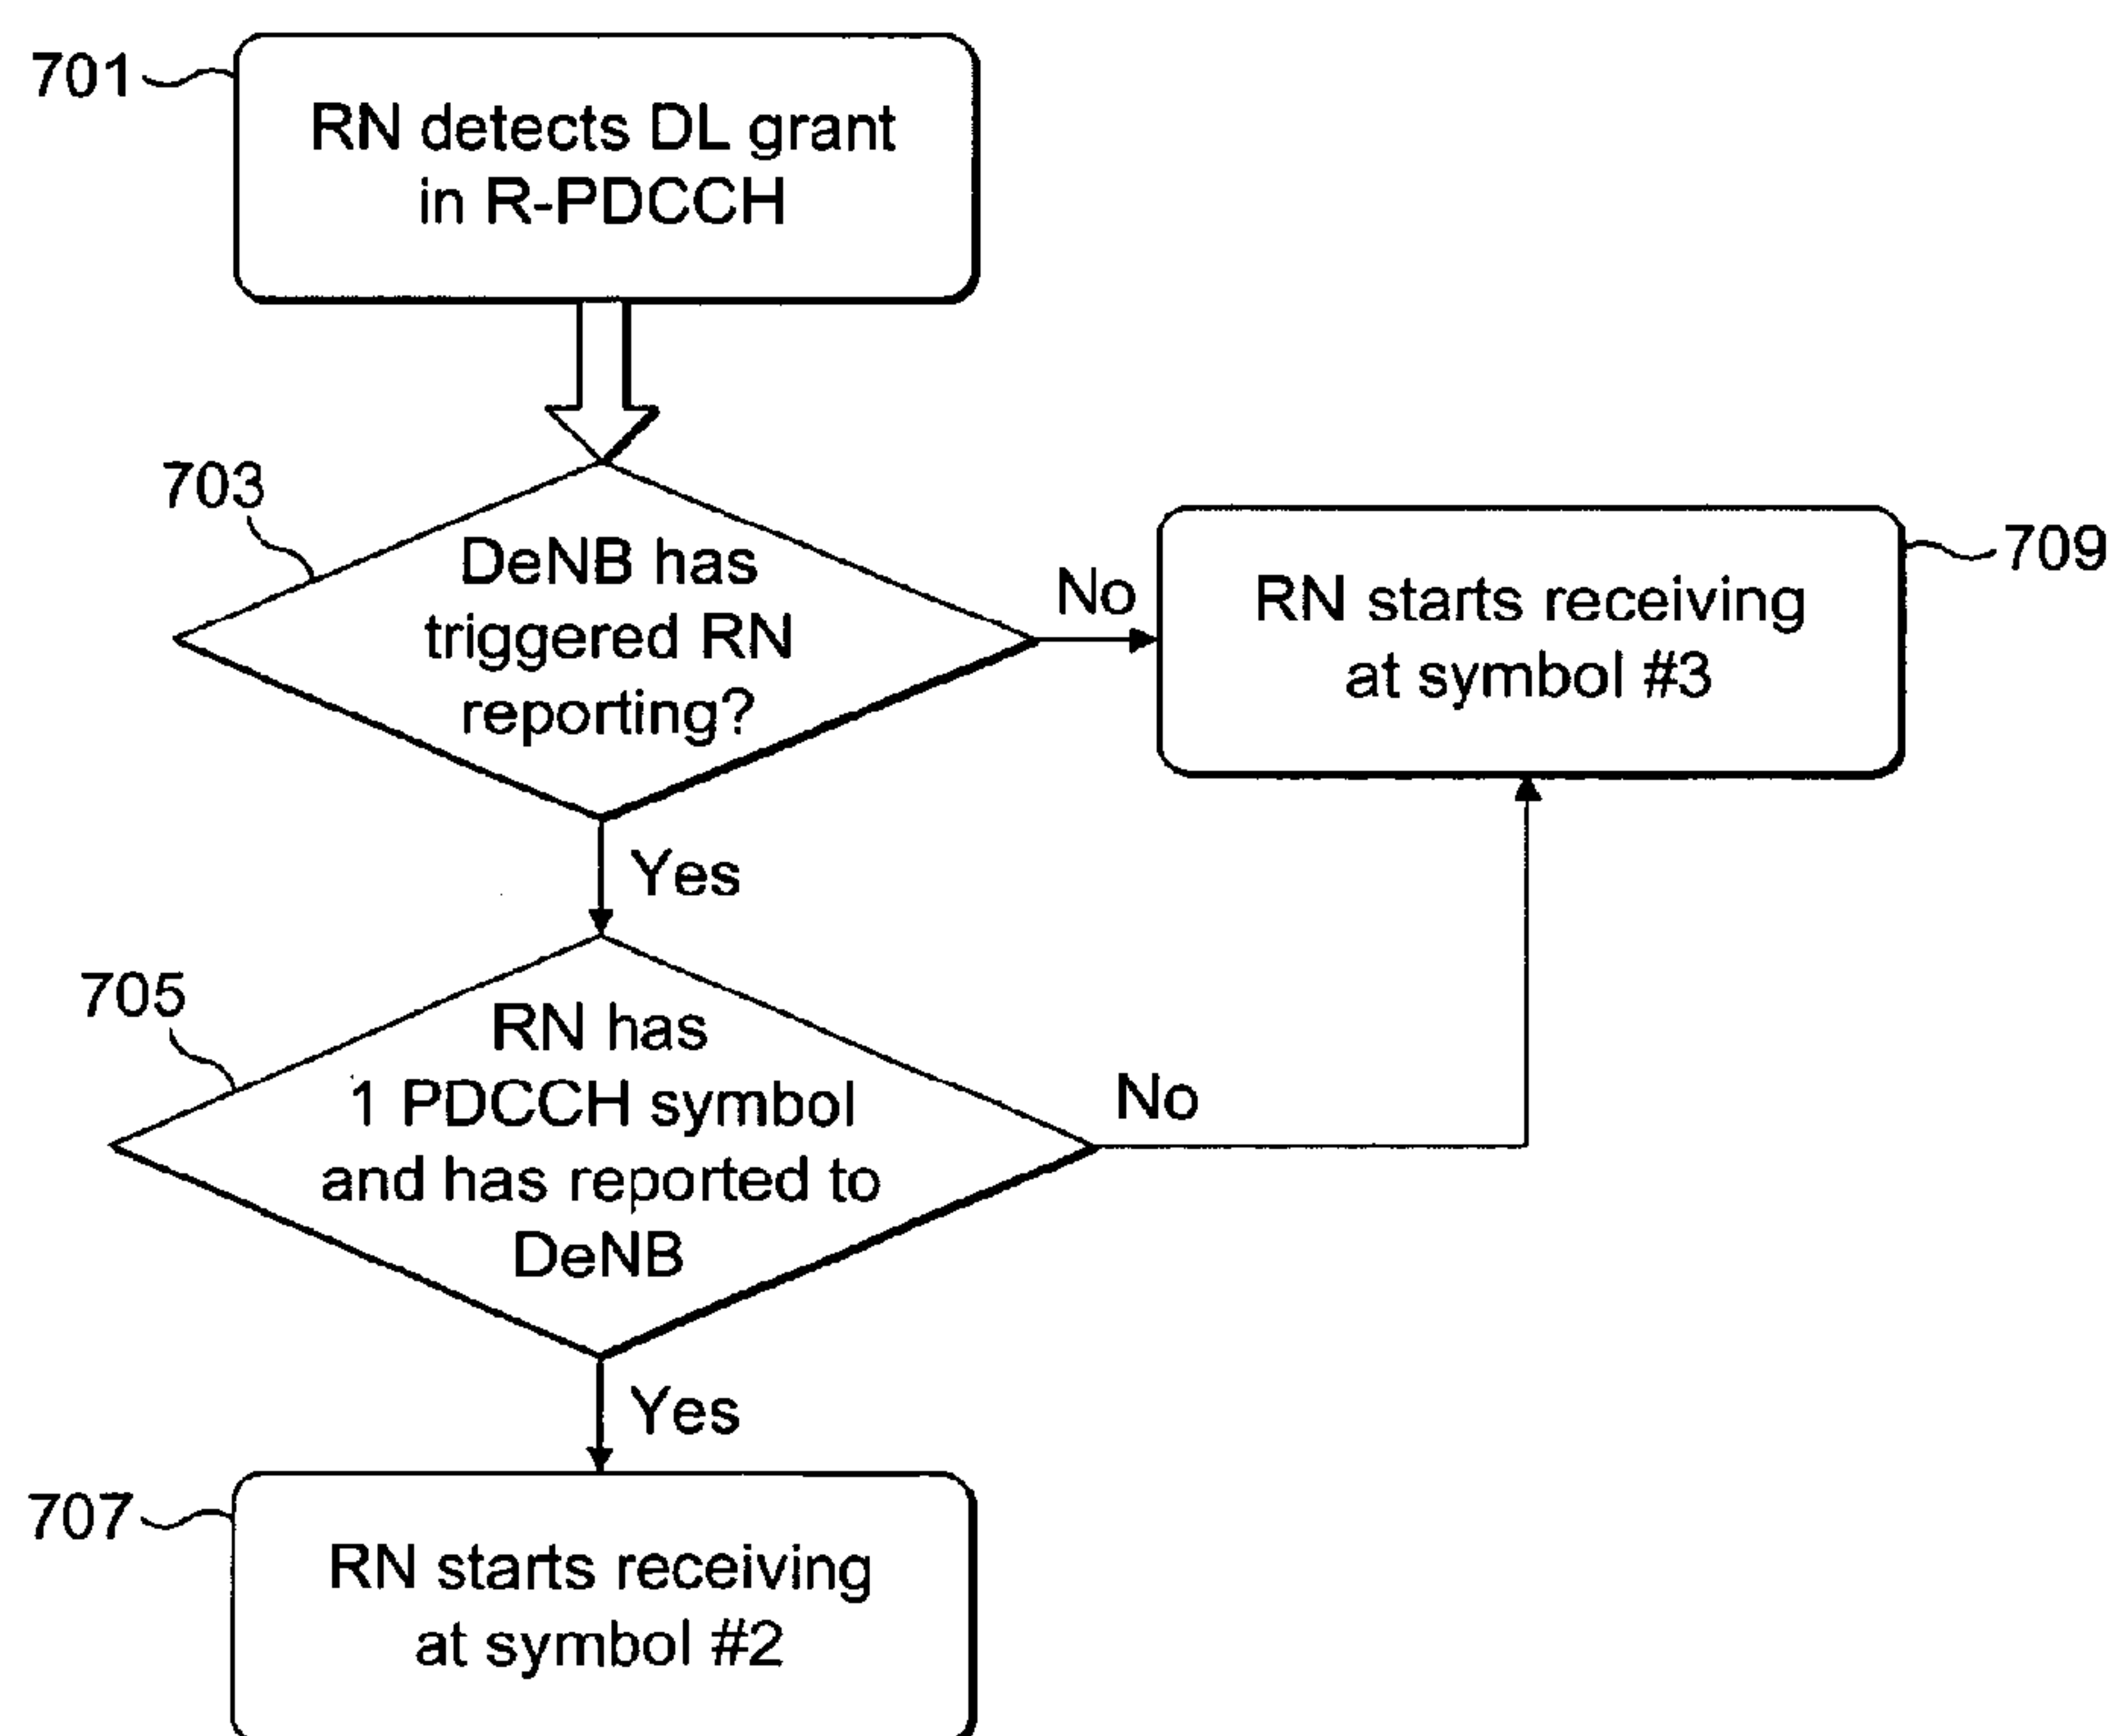 701
RN detects DL grant
in R-PDCCH
703
DeNB has
triggered RN
reporting?
No
RN starts receiving
at symbol #3
709
Yes
705
RN has
1 PDCCH symbol
and has reported to
DeNB
No
Yes
707
RN starts receiving
at symbol #2